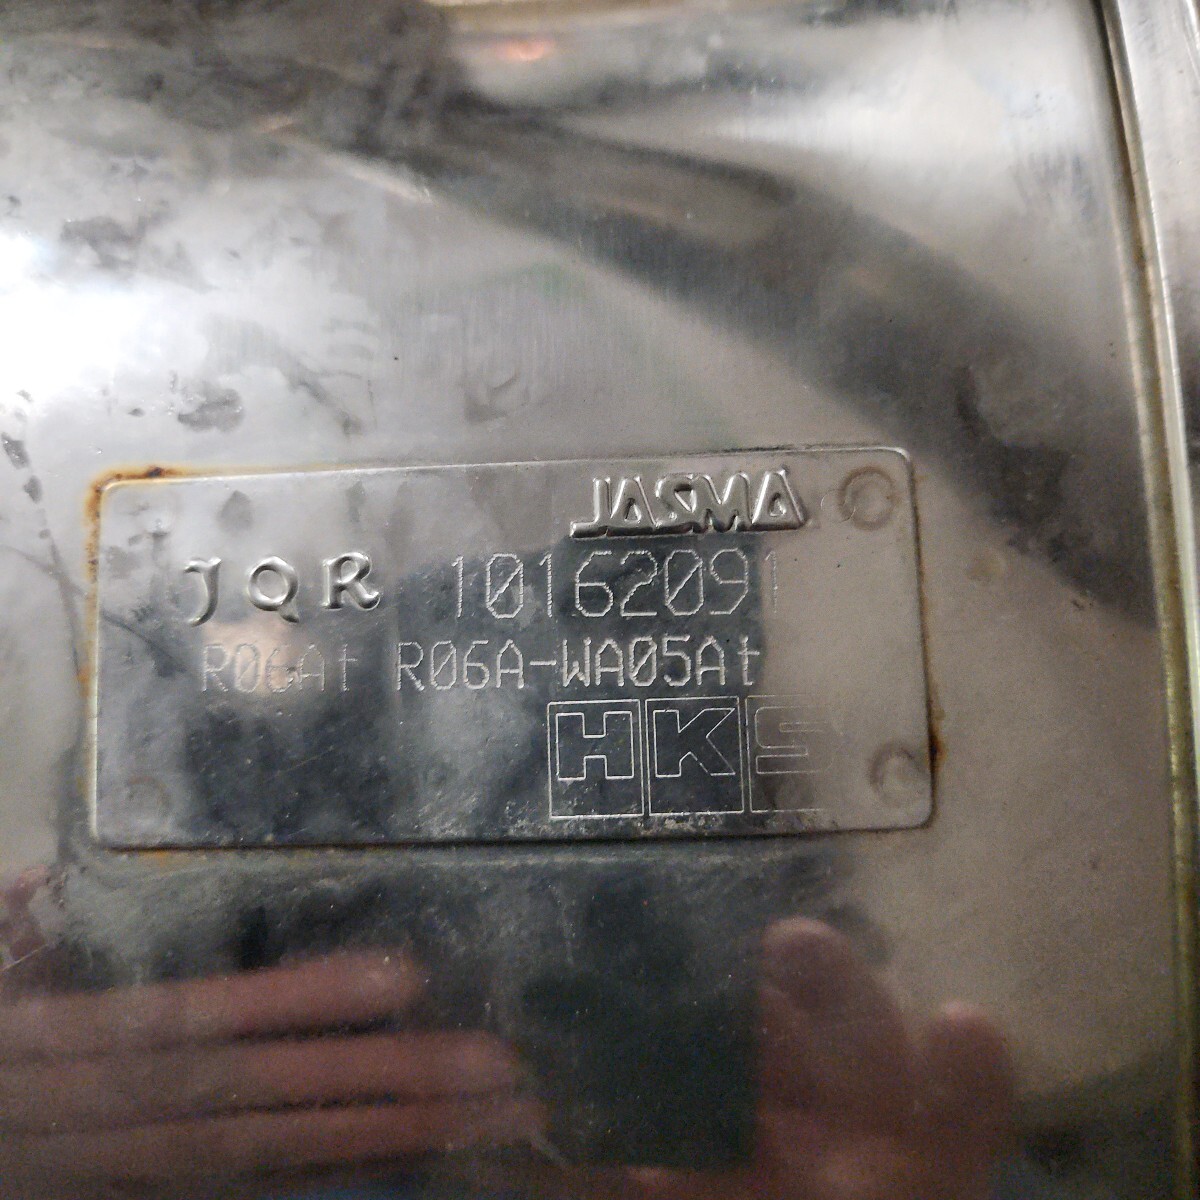 JASMA
JQR 10162091
R06At R06A-WA05At
HKS